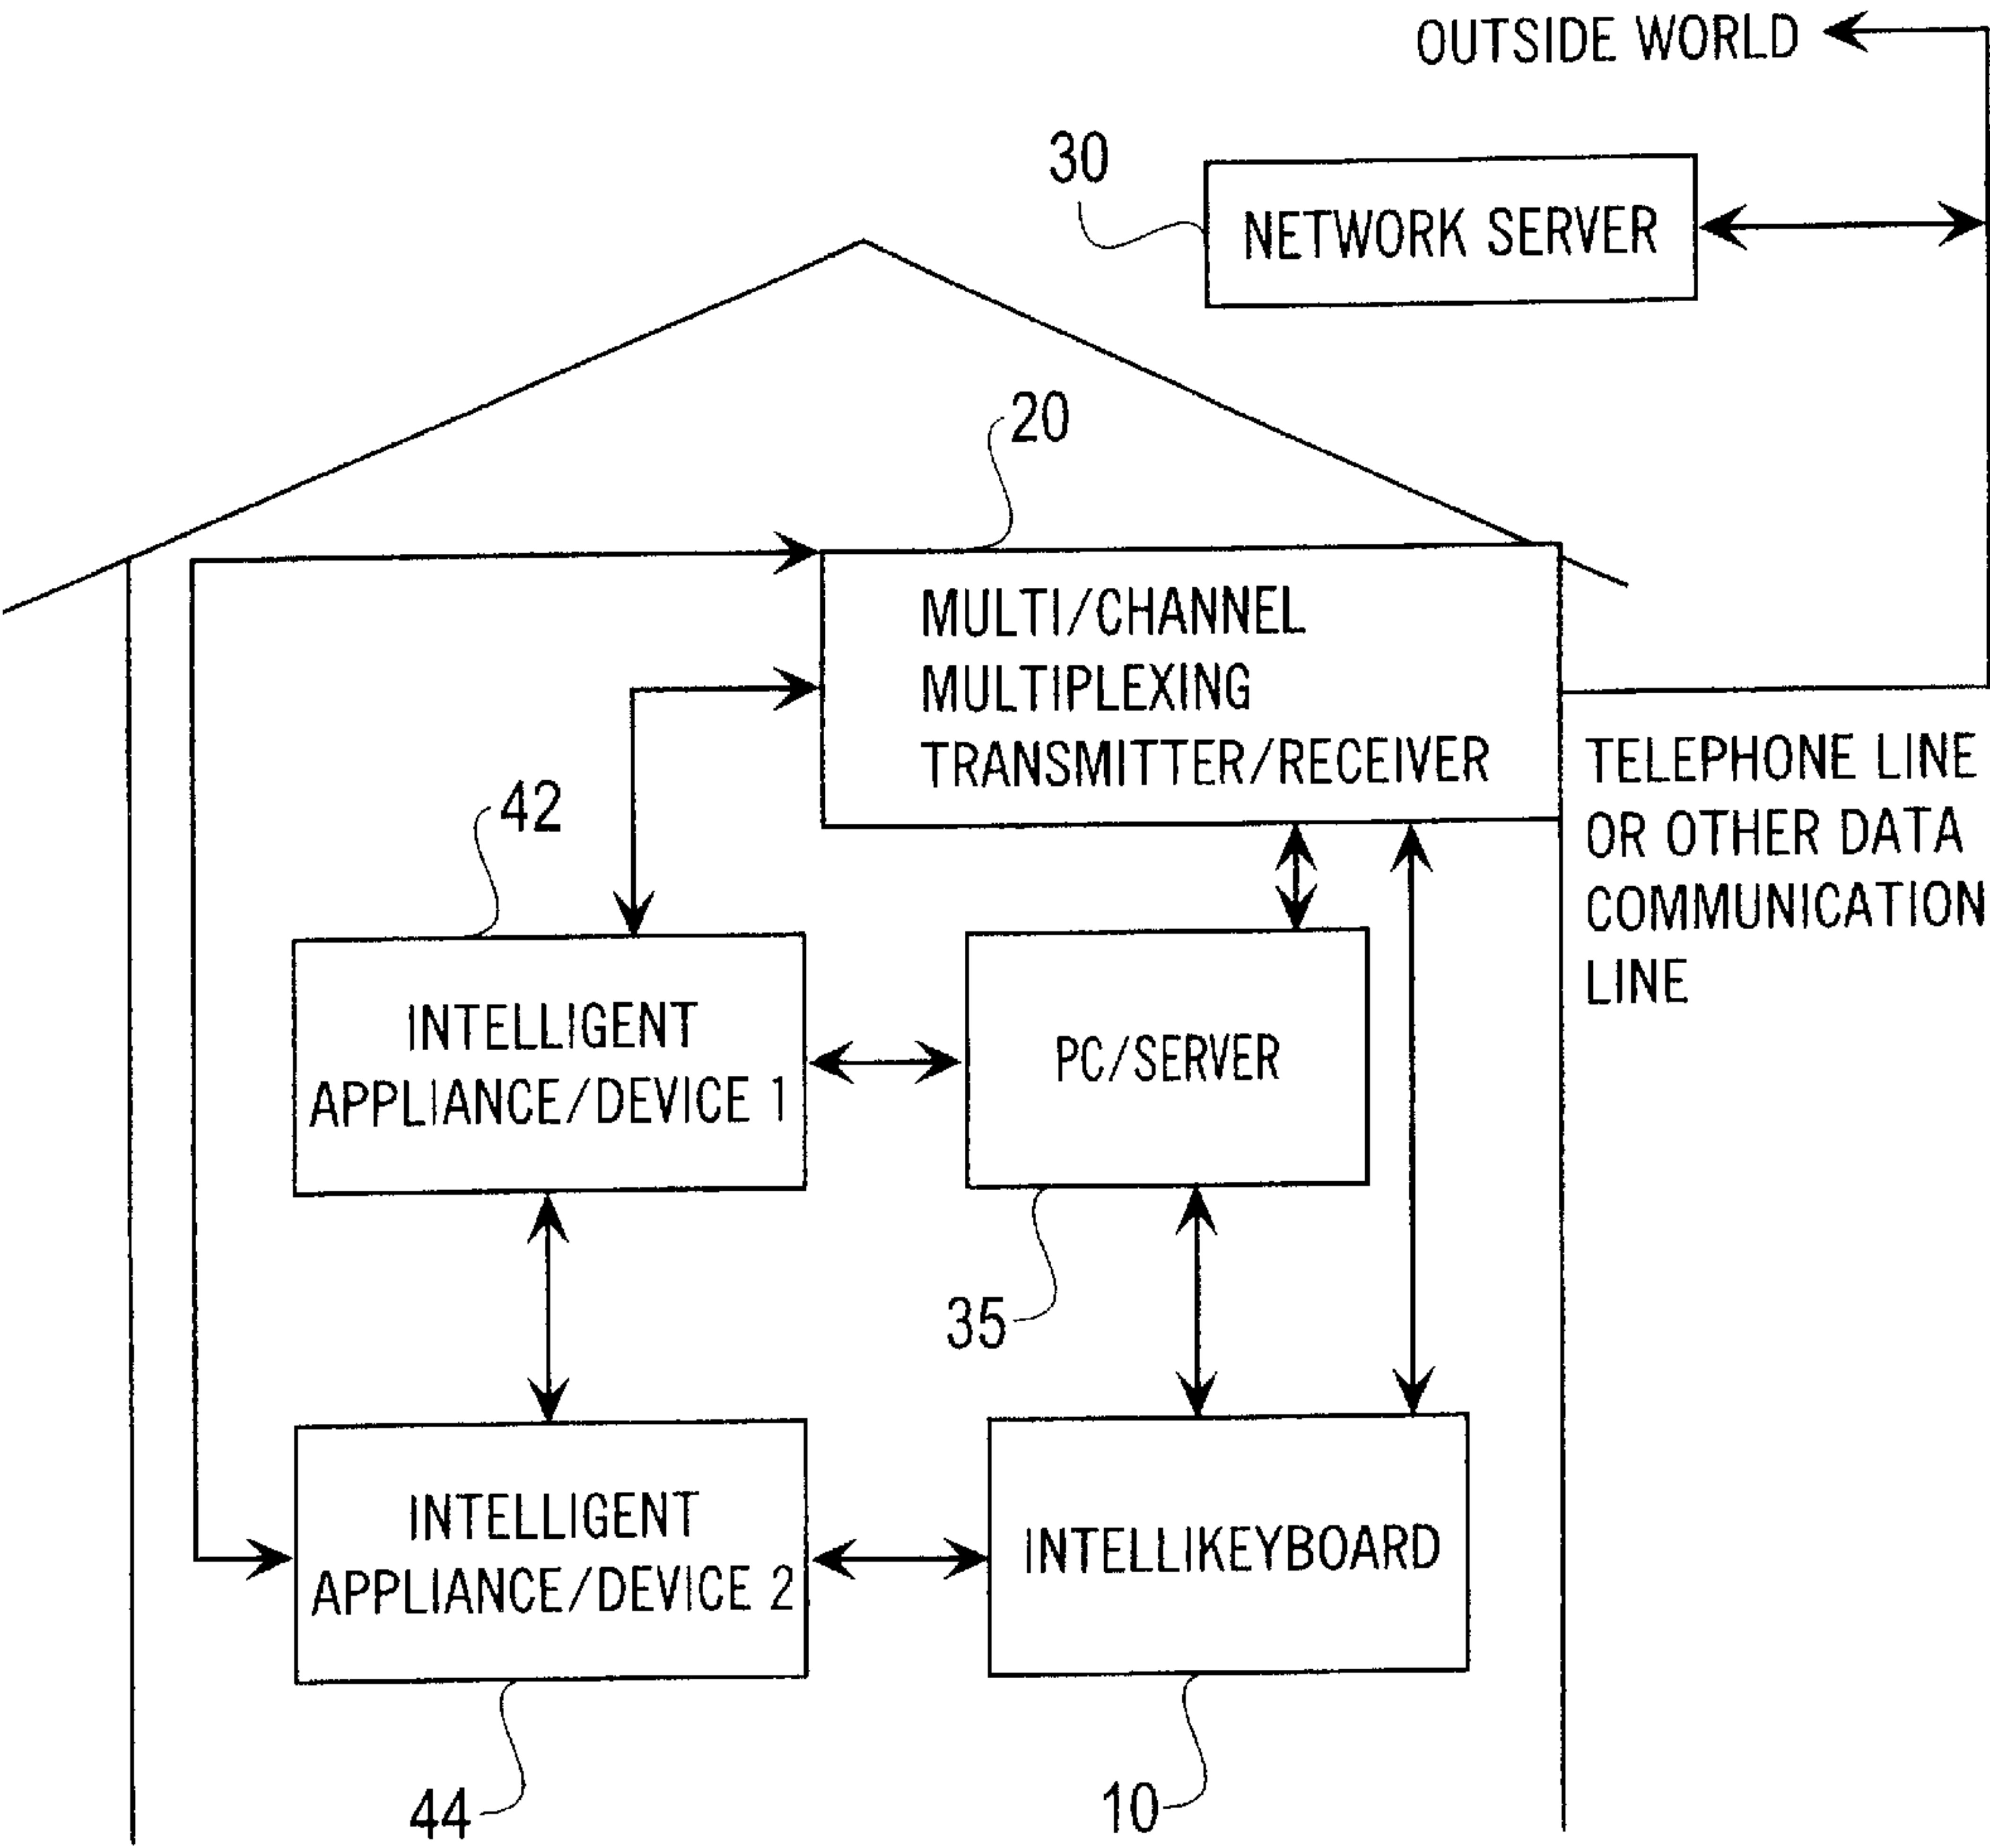 OUTSIDE WORLD
30
NETWORK SERVER
20
MULTI/CHANNEL
MULTIPLEXING
TRANSMITTER/RECEIVER
TELEPHONE LINE
OR OTHER DATA
COMMUNICATION
LINE
42
INTELLIGENT
APPLIANCE/DEVICE 1
PC/SERVER
35
INTELLIGENT
APPLIANCE/DEVICE 2
INTELLIKEYBOARD
44
10